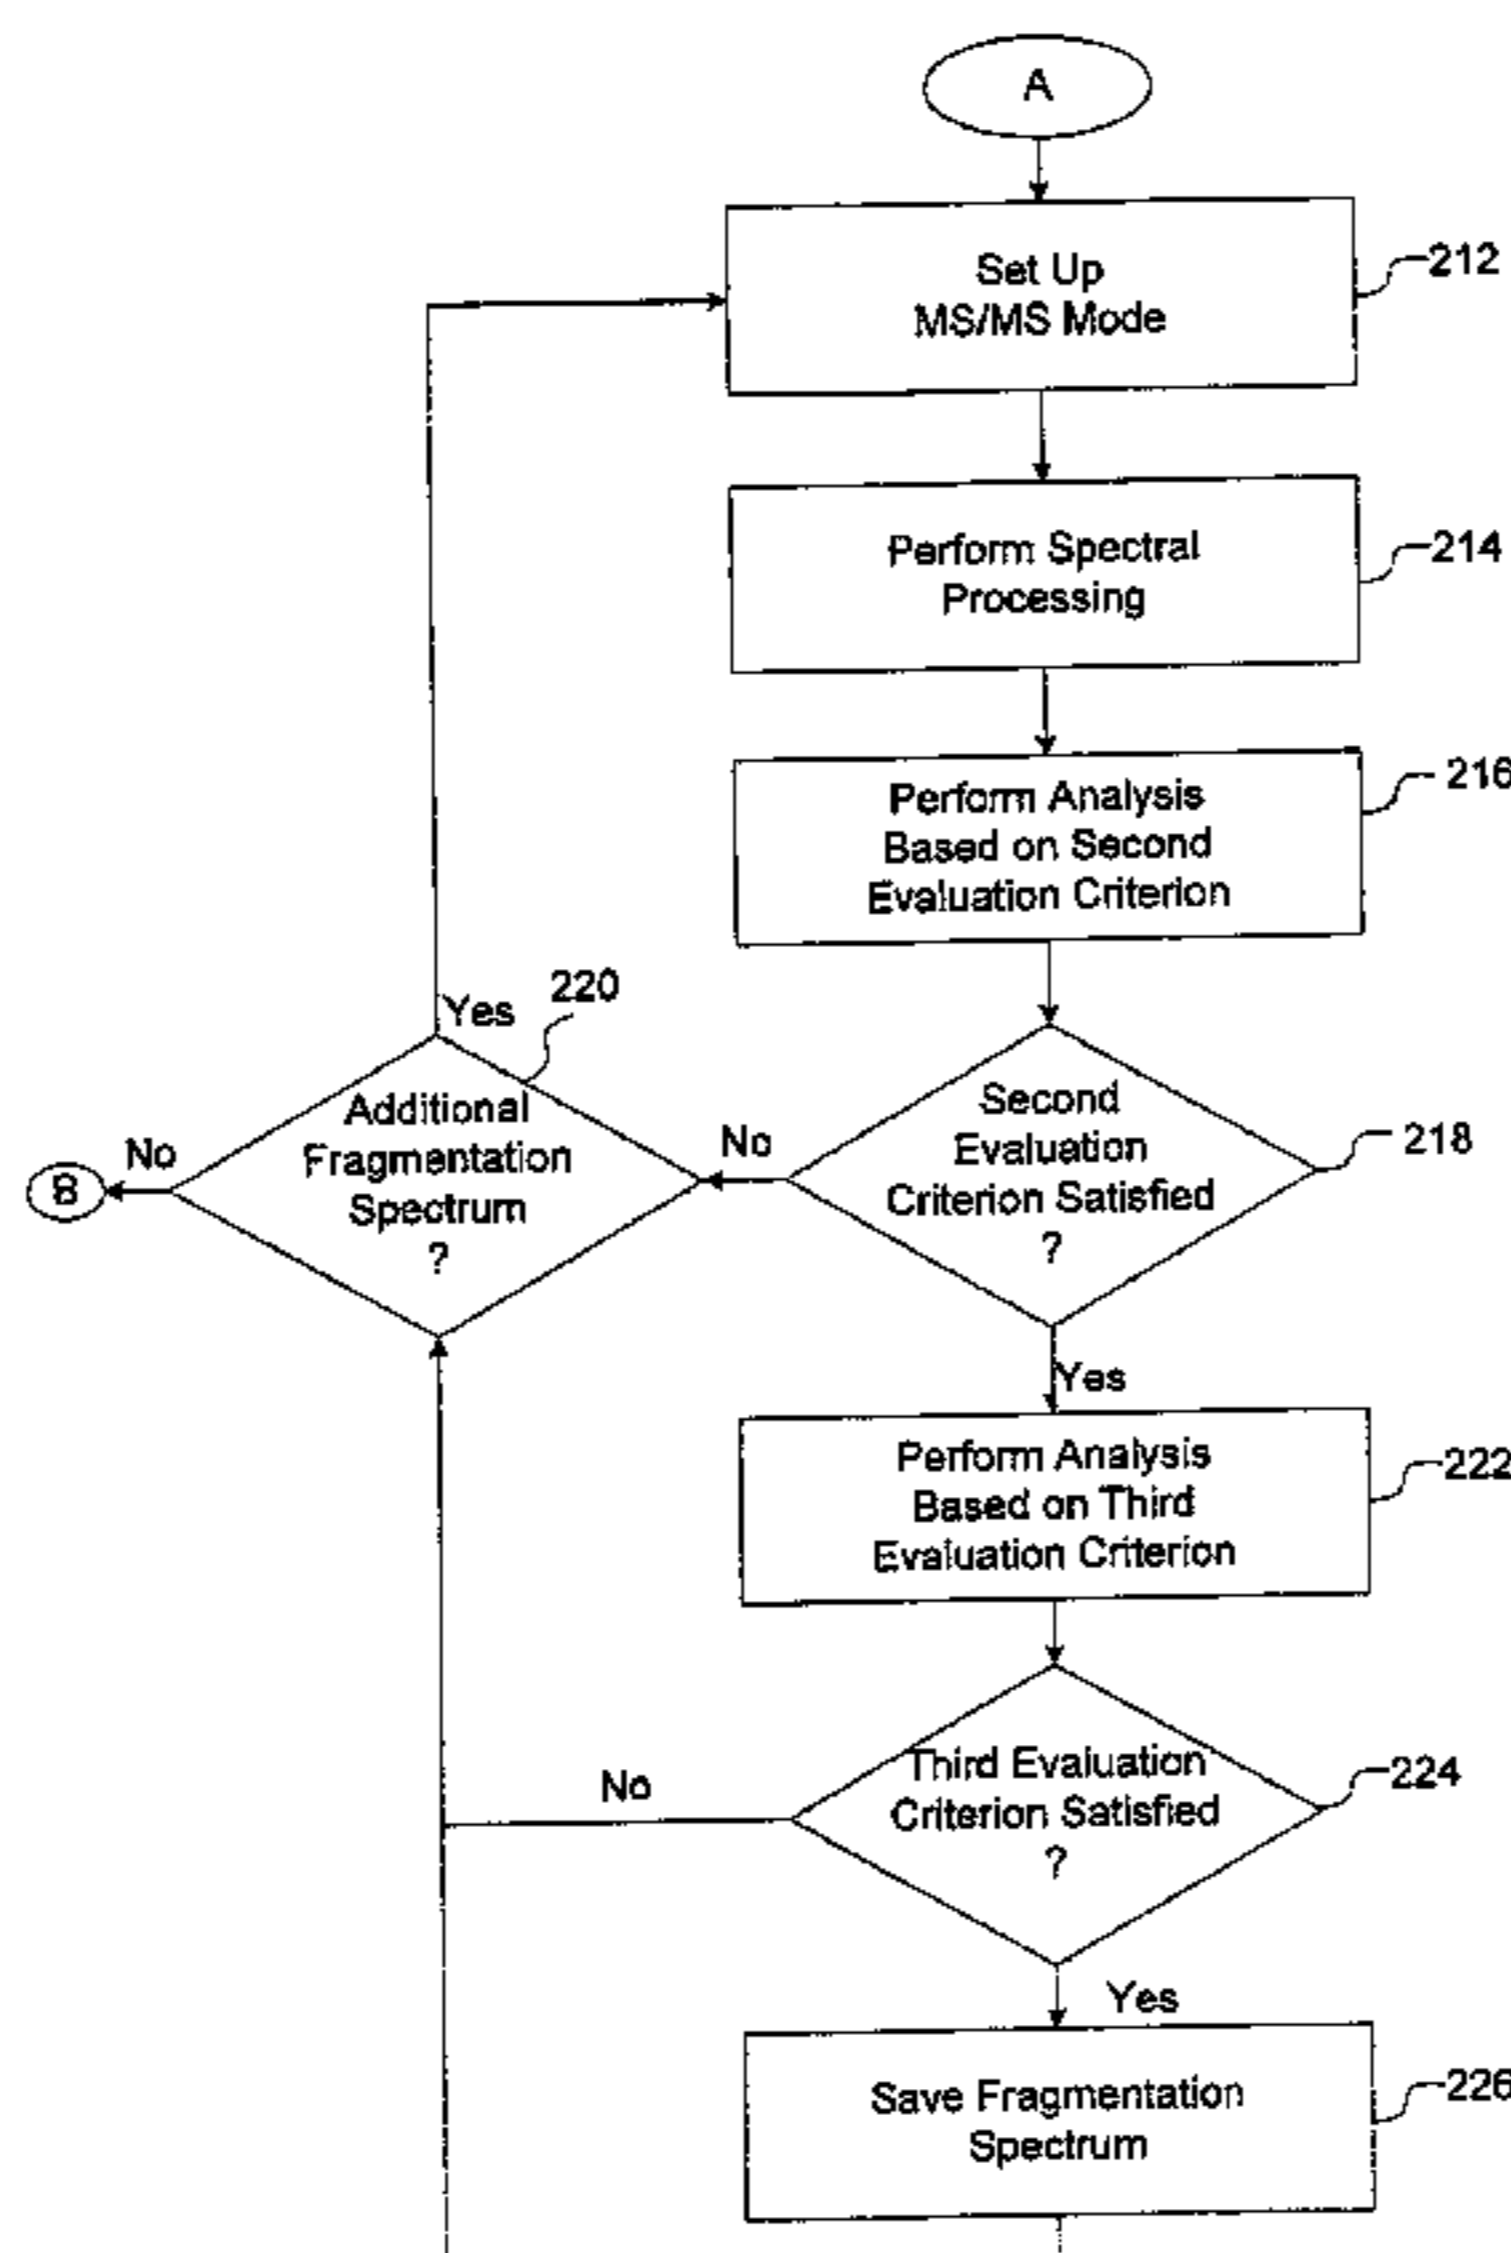 A
Set Up
MS/MS Mode
212
Perform Spectral
Processing
214
Perform Analysis
Based on Second
Evaluation Criterion
216
Yes
220
Additional
Fragmentation
Spectrum
?
No
B
No
Second
Evaluation
Criterion Satisfied
?
218
Yes
Perform Analysis
Based on Third
Evaluation Criterion
222
No
Third Evaluation
Criterion Satisfied
?
224
Yes
Save Fragmentation
Spectrum
226